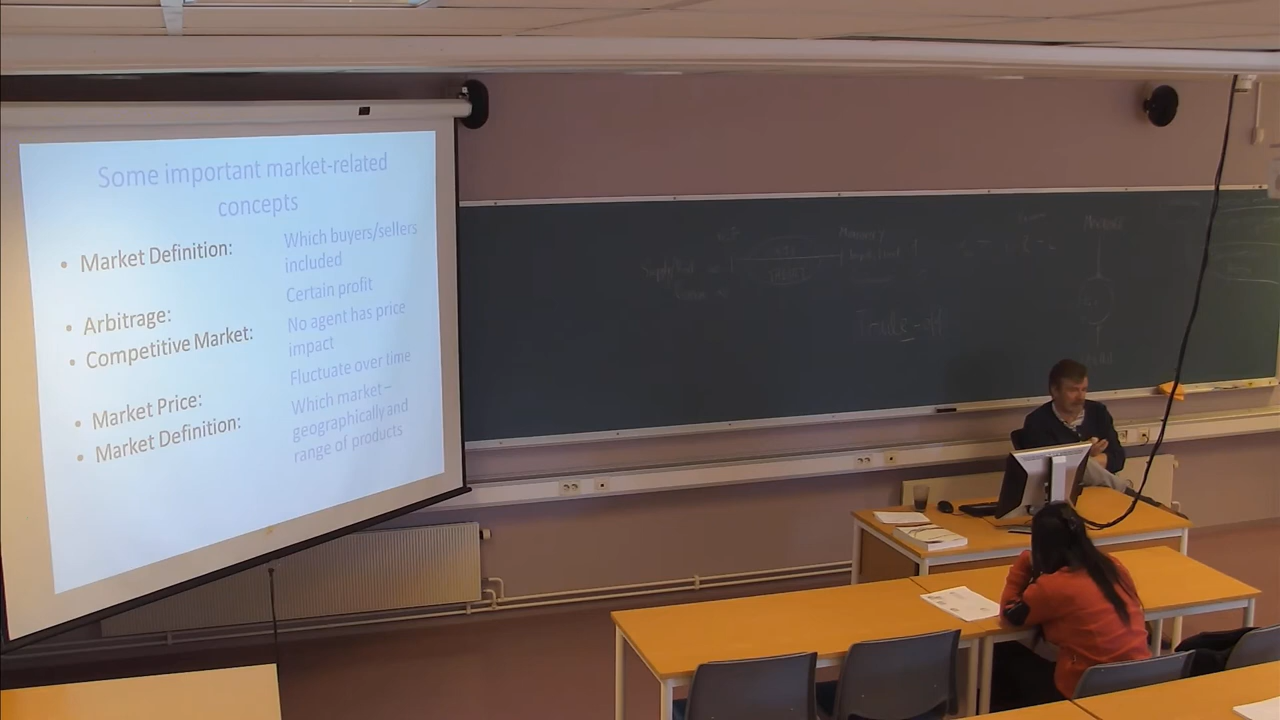 Some important market-related
concepts
• Market Definition: Which buyers/sellers
included
• Arbitrage: Certain profit
• Competitive Market: No agent has price
impact
• Market Price: Fluctuate over time
• Market Definition: Which market –
geographically and
range of products
Trade-off